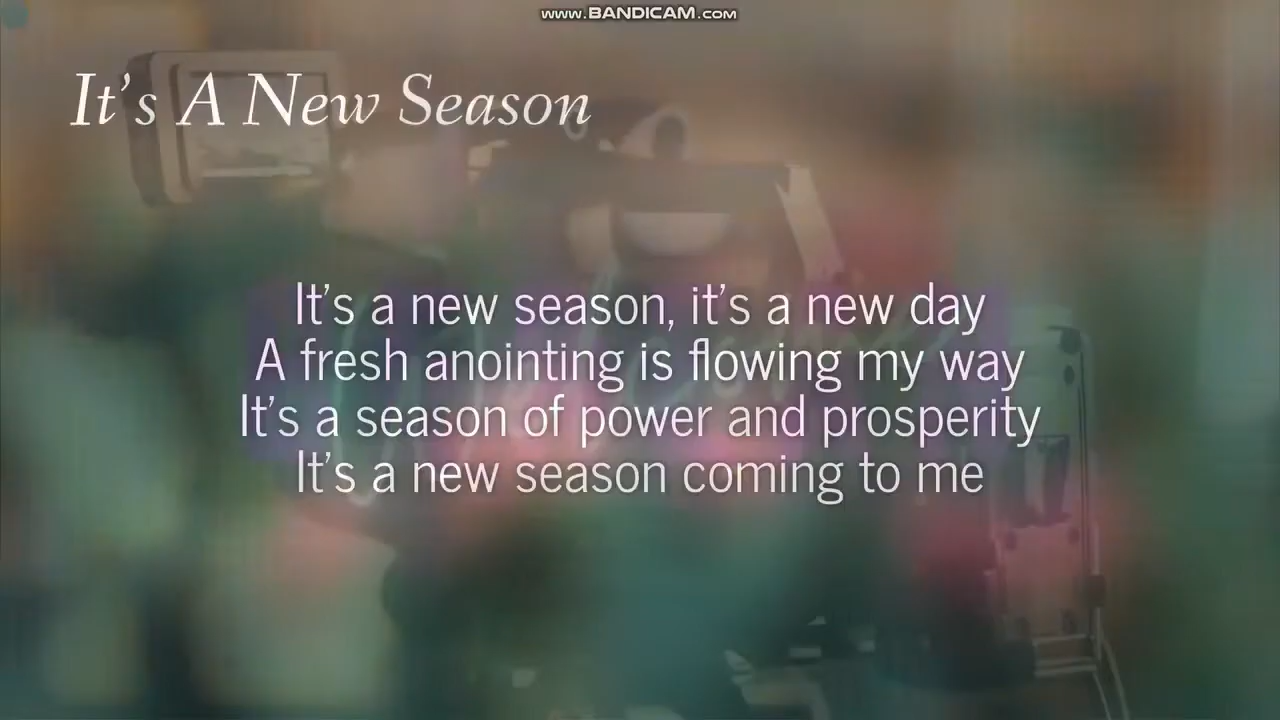 www.BANDICAM.com
It's A New Season
It's a new season, it's a new day
A fresh anointing is flowing my way
It's a season of power and prosperity
It's a new season coming to me